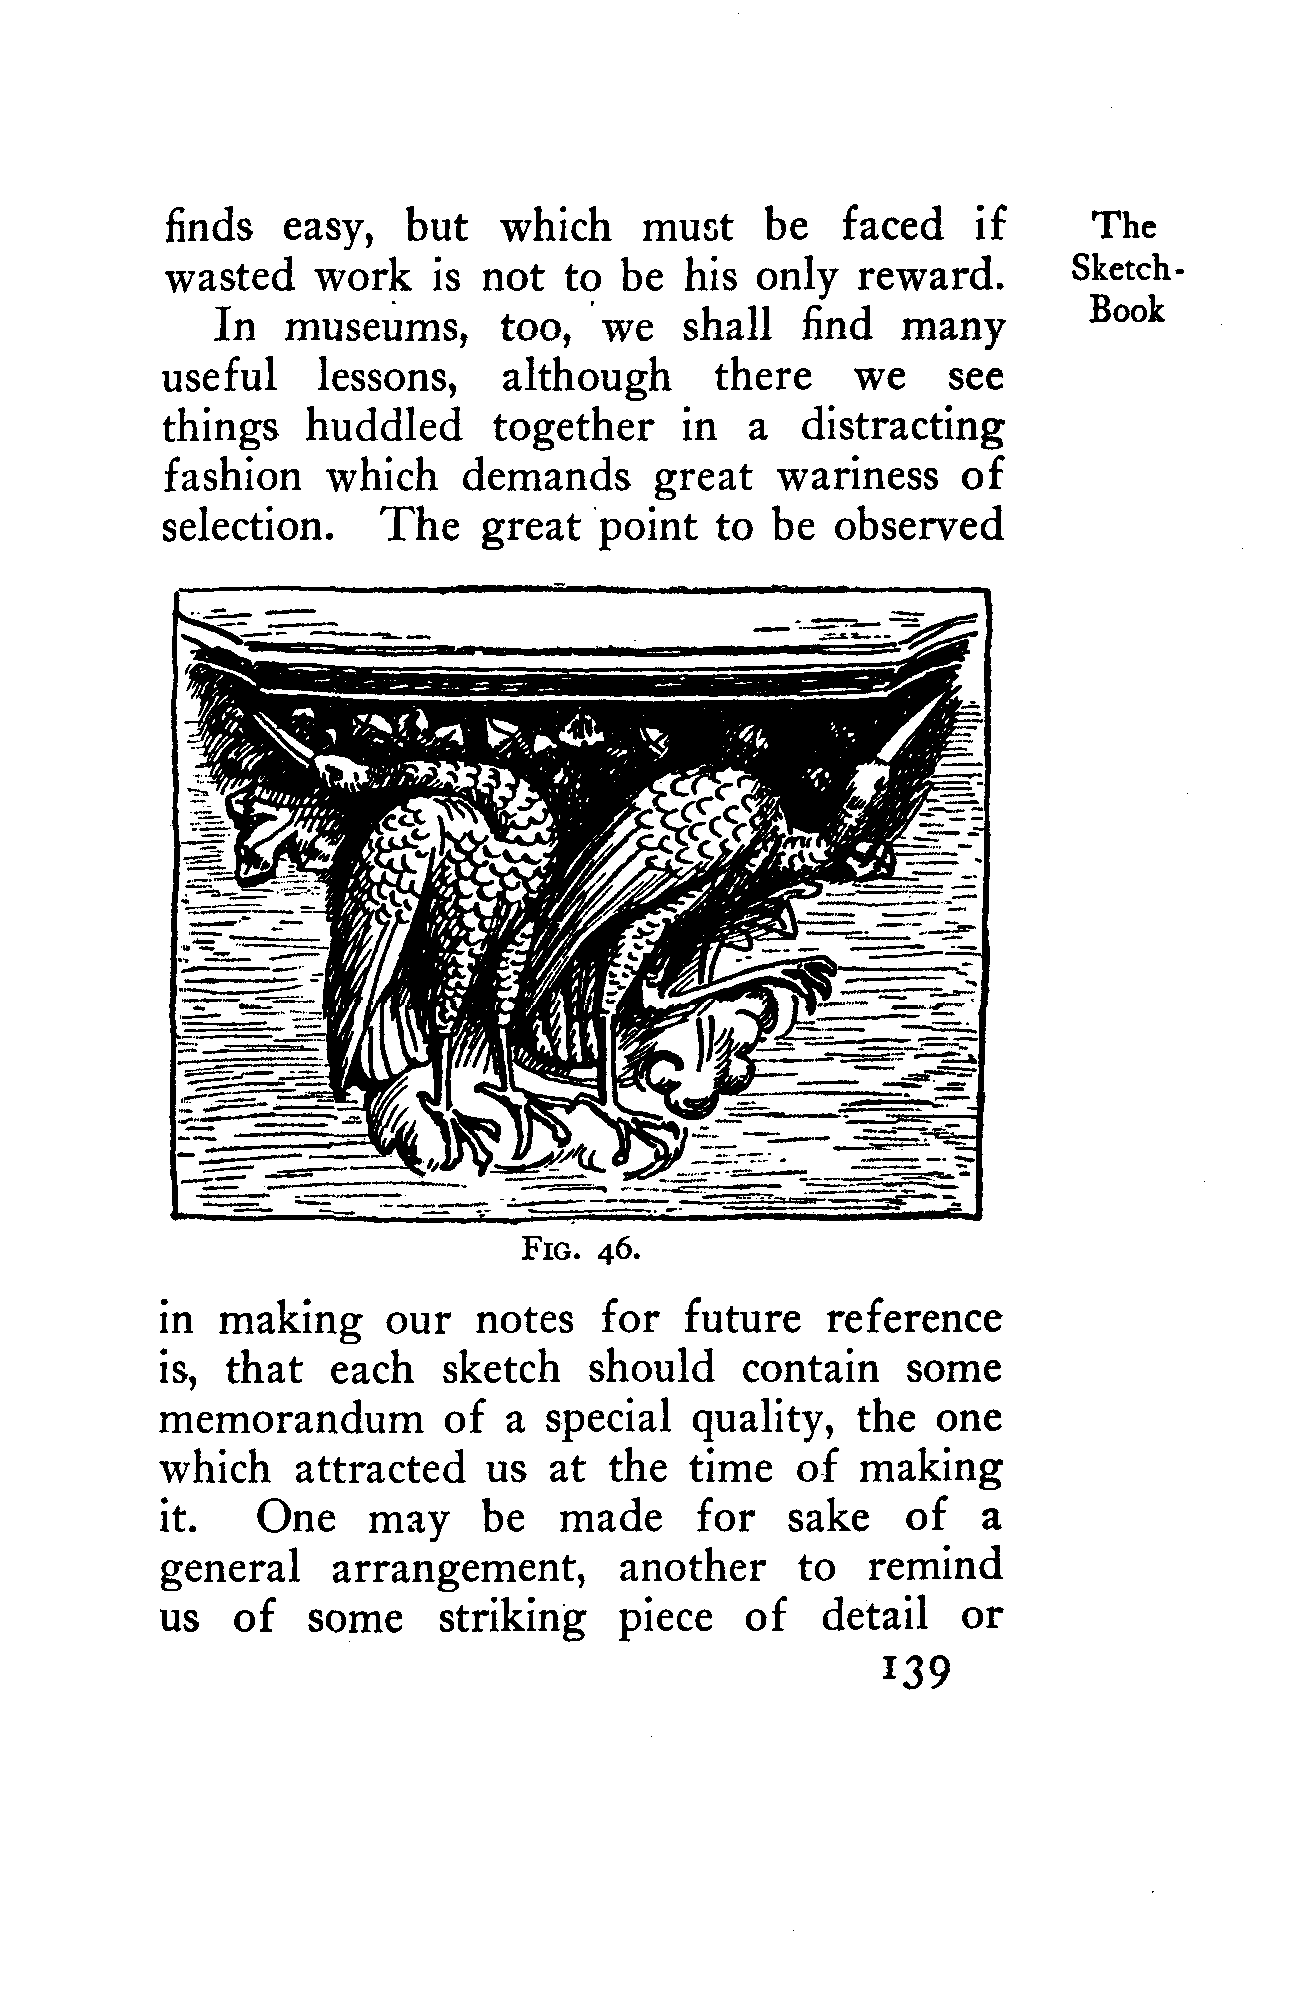 finds easy, but which must be faced if
wasted work is not to be his only reward.
In museums, too, we shall find many
useful lessons, although there we see
things huddled together in a distracting
fashion which demands great wariness of
selection. The great point to be observed
The
Sketch-
Book
FIG. 46.
in making our notes for future reference
is, that each sketch should contain some
memorandum of a special quality, the one
which attracted us at the time of making
it. One may be made for sake of a
general arrangement, another to remind
us of some striking piece of detail or
139